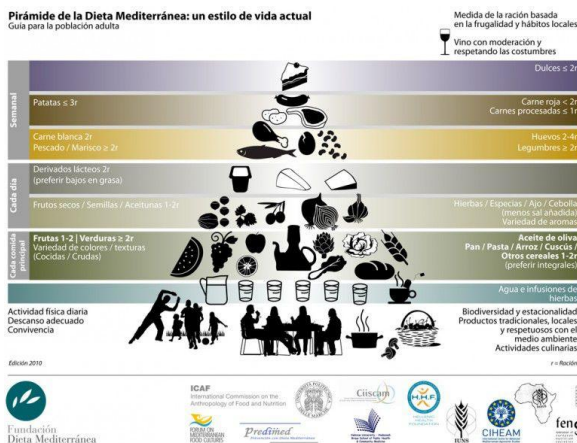 Pirámide de la Dieta Mediterránea: un estilo de vida actual
Guía para la población adulta
Medida de la ración basada
en la frugalidad y hábitos locales
Vino con moderación y
respetando las costumbres
Semanal
Dulces ≤ 2r
Patatas ≤ 3r
Carne roja < 2r
Carnes procesadas ≤ 1r
Carne blanca 2r
Pescado / Marisco ≥ 2r
Huevos 2-4r
Legumbres ≥ 2r
Cada día
Derivados lácteos 2r
(preferir bajos en grasa)
Frutos secos / Semillas / Aceitunas 1-2r
Hierbas / Especias / Ajo / Cebolla
(menos sal añadida)
Variedad de aromas
Cada comida
principal
Frutas 1-2 | Verduras ≥ 2r
Variedad de colores / texturas
(Cocidas / Crudas)
Aceite de oliva
Pan / Pasta / Arroz / Cuscús /
Otros cereales 1-2r
(preferir integrales)
Agua e infusiones de
hierbas
Actividad física diaria
Descanso adecuado
Convivencia
Biodiversidad y estacionalidad
Productos tradicionales, locales
y respetuosos con el
medio ambiente
Actividades culinarias
Edición 2010
r = Ración
Fundación
Dieta Mediterránea
ICAF
International Commission on the
Anthropology of Food and Nutrition
FORUM ON
MEDITERRANEAN
FOOD CULTURES
Predimed
Ciiscam
H.H.F.
IUNS
CIHEAM